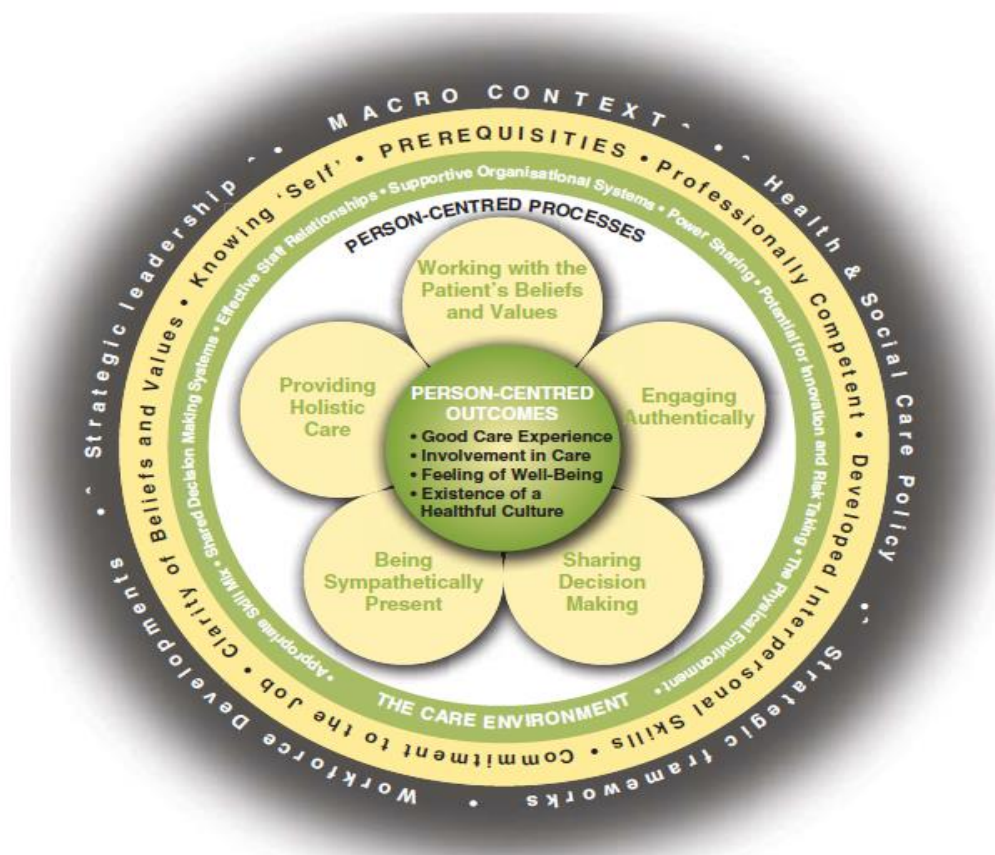 MACRO CONTEXT
• Health & Social Care Policy
• Strategic frameworks
• Workforce Developments
• Strategic leadership •
PREREQUISITIES • Professionally Competent • Developed Interpersonal Skills • Commitment to the Job • Clarity of Beliefs and Values • Knowing ‘Self’ •
THE CARE ENVIRONMENT
• Appropriate Skill Mix • Shared Decision Making Systems • Effective Staff Relationships • Supportive Organisational Systems • Power Sharing • Potential for Innovation and Risk Taking • The Physical Environment •
PERSON-CENTRED PROCESSES
Working with the
Patient’s Beliefs
and Values
Engaging
Authentically
Sharing
Decision
Making
Being
Sympathetically
Present
Providing
Holistic
Care
PERSON-CENTRED
OUTCOMES
• Good Care Experience
• Involvement in Care
• Feeling of Well-Being
• Existence of a
Healthful Culture